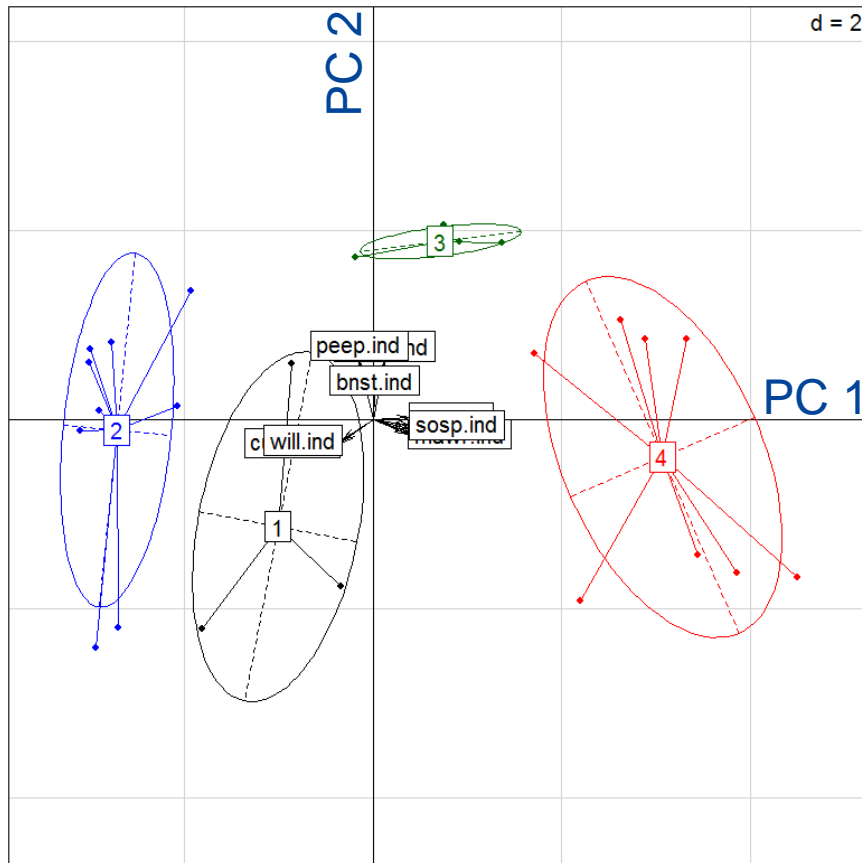 d = 2
PC 2
3
peep.ind
bnst.ind
PC 1
sosp.ind
will.ind
2
4
1